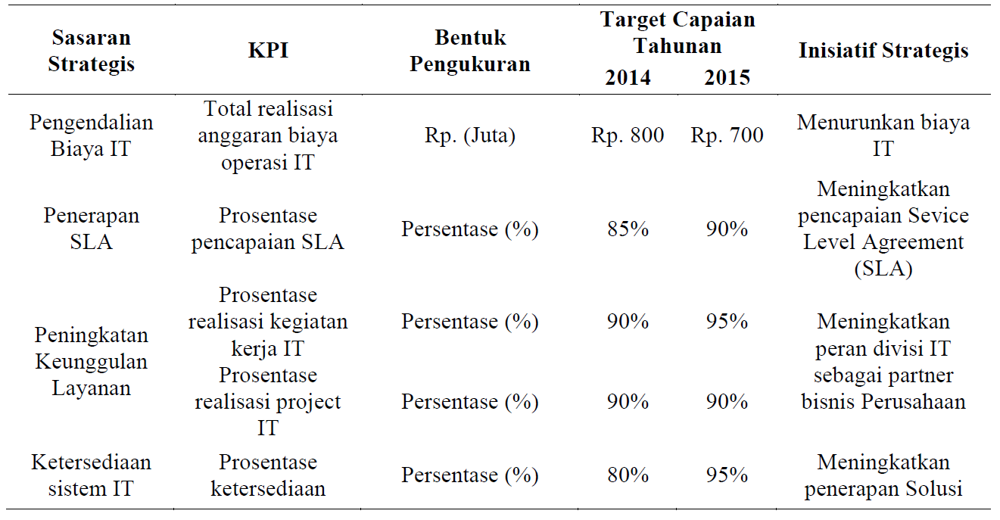 Sasaran
Strategis
KPI
Bentuk
Pengukuran
Target Capaian
Tahunan
2014
2015
Inisiatif Strategis
Pengendalian
Biaya IT
Total realisasi
anggaran biaya
operasi IT
Rp. (Juta)
Rp. 800
Rp. 700
Menurunkan biaya
IT
Penerapan
SLA
Prosentase
pencapaian SLA
Persentase (%)
85%
90%
Meningkatkan
pencapaian Sevice
Level Agreement
(SLA)
Peningkatan
Keunggulan
Layanan
Prosentase
realisasi kegiatan
kerja IT
Persentase (%)
90%
95%
Prosentase
realisasi project
IT
Persentase (%)
90%
90%
Meningkatkan
peran divisi IT
sebagai partner
bisnis Perusahaan
Ketersediaan
sistem IT
Prosentase
ketersediaan
Persentase (%)
80%
95%
Meningkatkan
penerapan Solusi